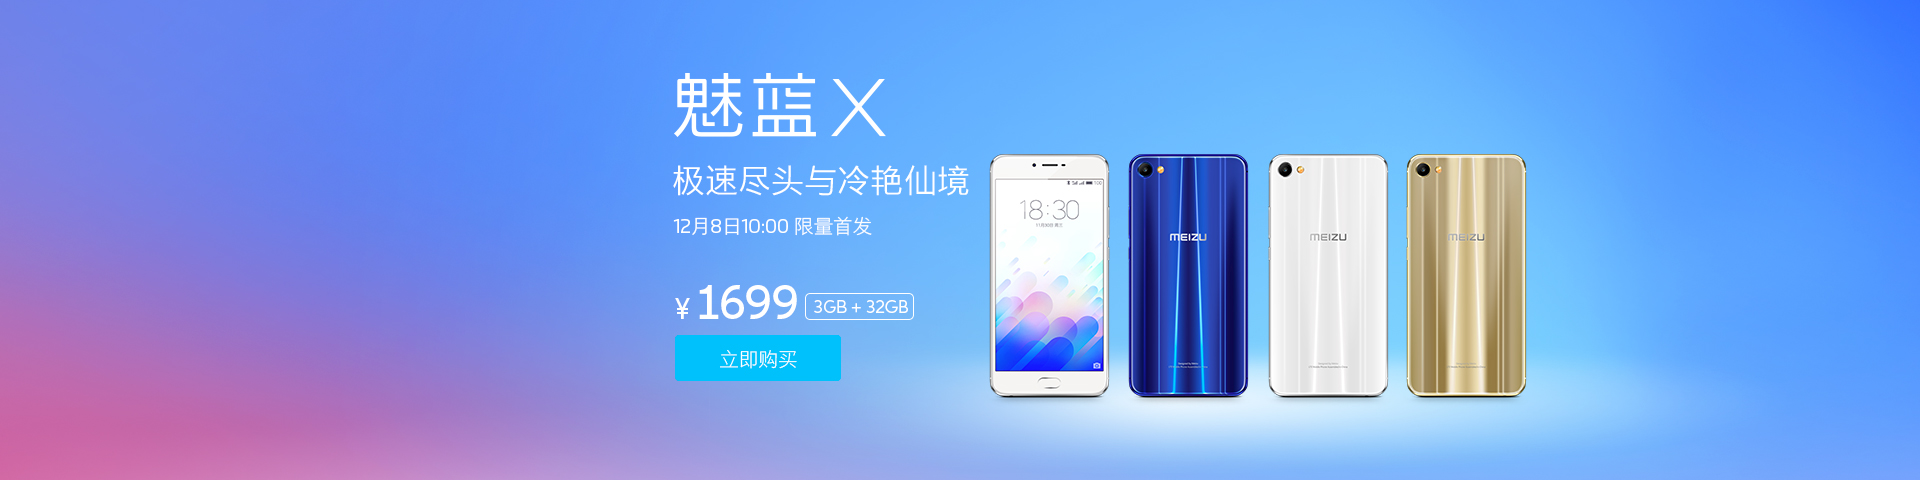 魅蓝 X
极速尽头与冷艳仙境
12月8日10:00 限量首发
¥ 1699 3GB + 32GB
立即购买
18:30
MEIZU
MEIZU
MEIZU